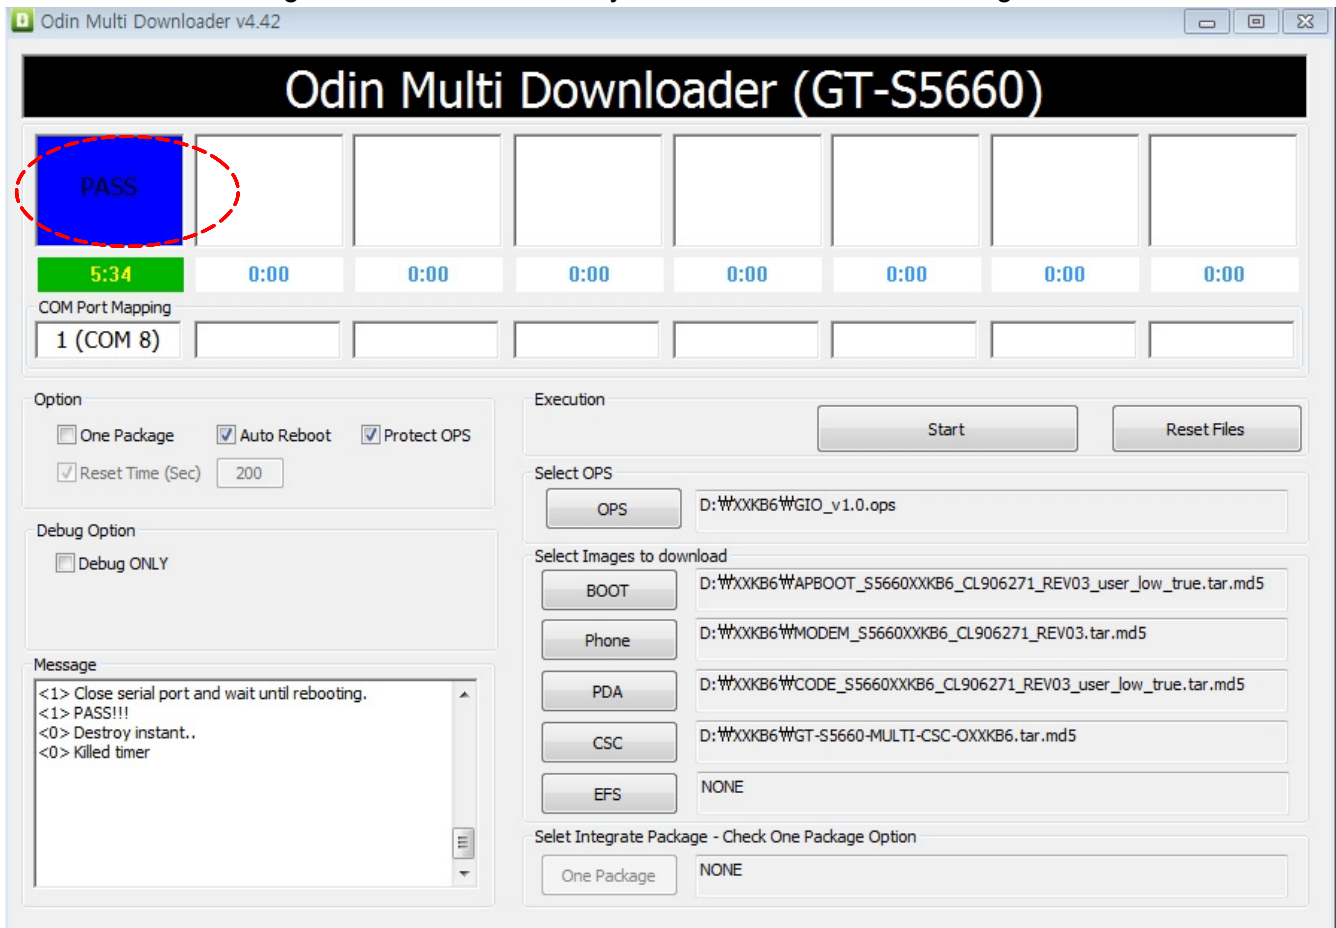 Odin Multi Downloader v4.42
Odin Multi Downloader (GT-S5660)
PASS
5:34 0:00 0:00 0:00 0:00 0:00 0:00 0:00
COM Port Mapping
1 (COM 8)
Option
One Package Auto Reboot Protect OPS
Reset Time (Sec) 200
Debug Option
Debug ONLY
Message
<1> Close serial port and wait until rebooting.
<1> PASS!!!
<0> Destroy instant..
<0> Killed timer
Execution
Start Reset Files
Select OPS
OPS D:₩XXKB6₩GIO_v1.0.ops
Select Images to download
BOOT D:₩XXKB6₩APBOOT_S5660XXKB6_CL906271_REV03_user_low_true.tar.md5
Phone D:₩XXKB6₩MODEM_S5660XXKB6_CL906271_REV03.tar.md5
PDA D:₩XXKB6₩CODE_S5660XXKB6_CL906271_REV03_user_low_true.tar.md5
CSC D:₩XXKB6₩GT-S5660-MULTI-CSC-OXXKB6.tar.md5
EFS NONE
Selet Integrate Package - Check One Package Option
One Package NONE